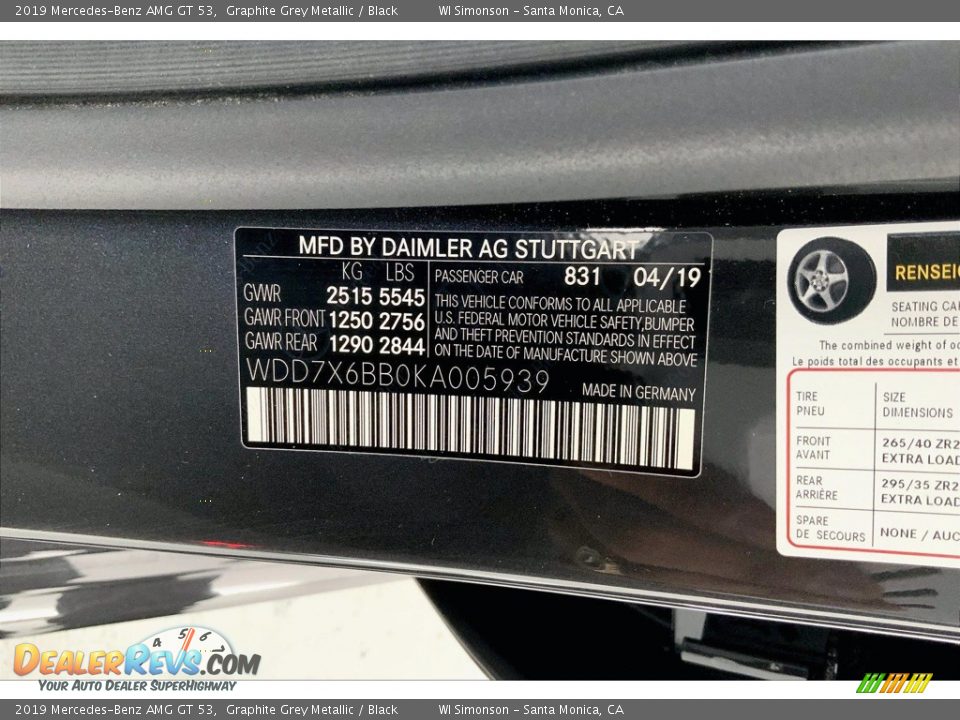 2019 Mercedes-Benz AMG GT 53, Graphite Grey Metallic / Black WI Simonson - Santa Monica, CA
MFD BY DAIMLER AG STUTTGART
KG LBS
GVWR 2515 5545
GAWR FRONT 1250 2756
GAWR REAR 1290 2844
PASSENGER CAR 831 04/19
THIS VEHICLE CONFORMS TO ALL APPLICABLE
U.S. FEDERAL MOTOR VEHICLE SAFETY, BUMPER
AND THEFT PREVENTION STANDARDS IN EFFECT
ON THE DATE OF MANUFACTURE SHOWN ABOVE
WDD7X6BB0KA005939 MADE IN GERMANY
RENSEI
SEATING CA
NOMBRE DE
The combined weight of oc
Le poids total des occupants et
TIRE
PNEU
SIZE
DIMENSIONS
FRONT
AVANT
265/40 ZR2
EXTRA LOAD
REAR
ARRIÈRE
295/35 ZR2
EXTRA LOAD
SPARE
DE SECOURS
NONE / AUC
4 5 6
DEALERREVS.COM
YOUR AUTO DEALER SUPERHIGHWAY
2019 Mercedes-Benz AMG GT 53, Graphite Grey Metallic / Black WI Simonson - Santa Monica, CA